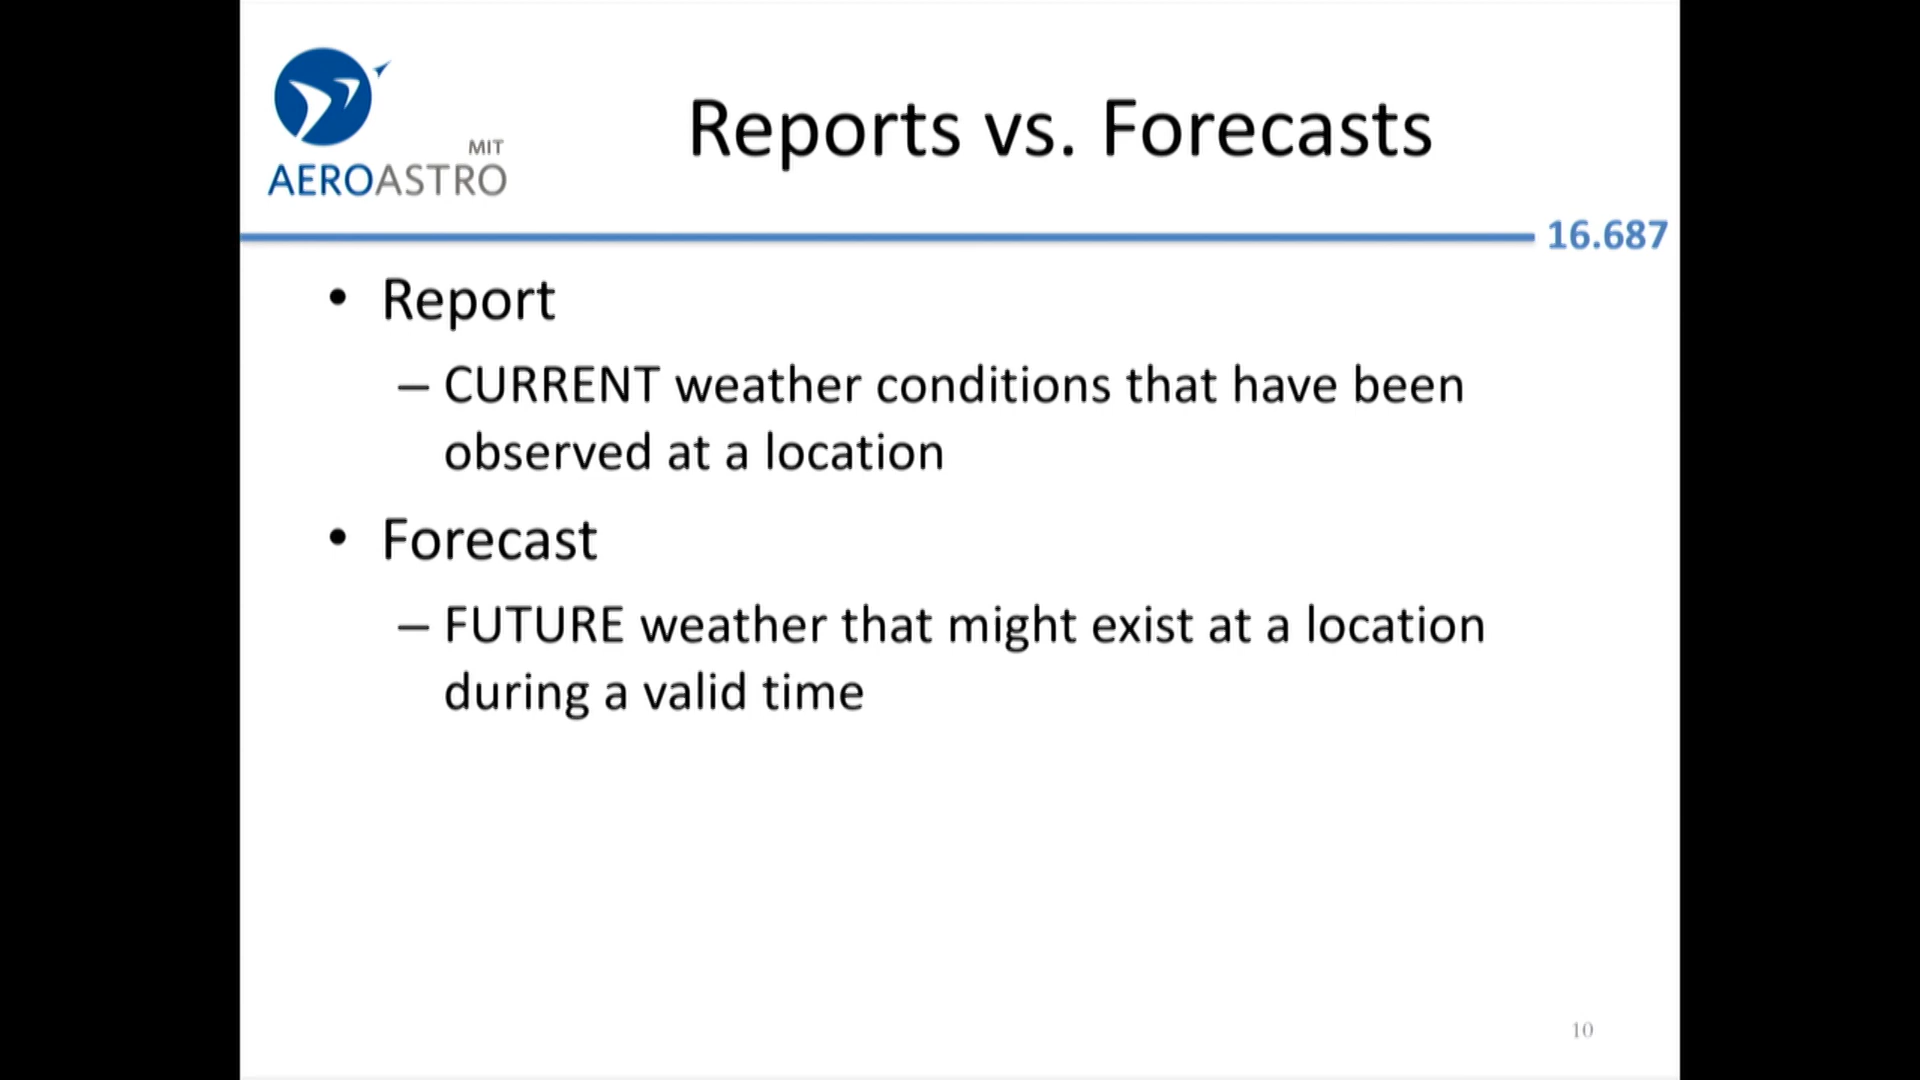 MIT
AEROASTRO
Reports vs. Forecasts
16.687
• Report
– CURRENT weather conditions that have been
observed at a location
• Forecast
– FUTURE weather that might exist at a location
during a valid time
10